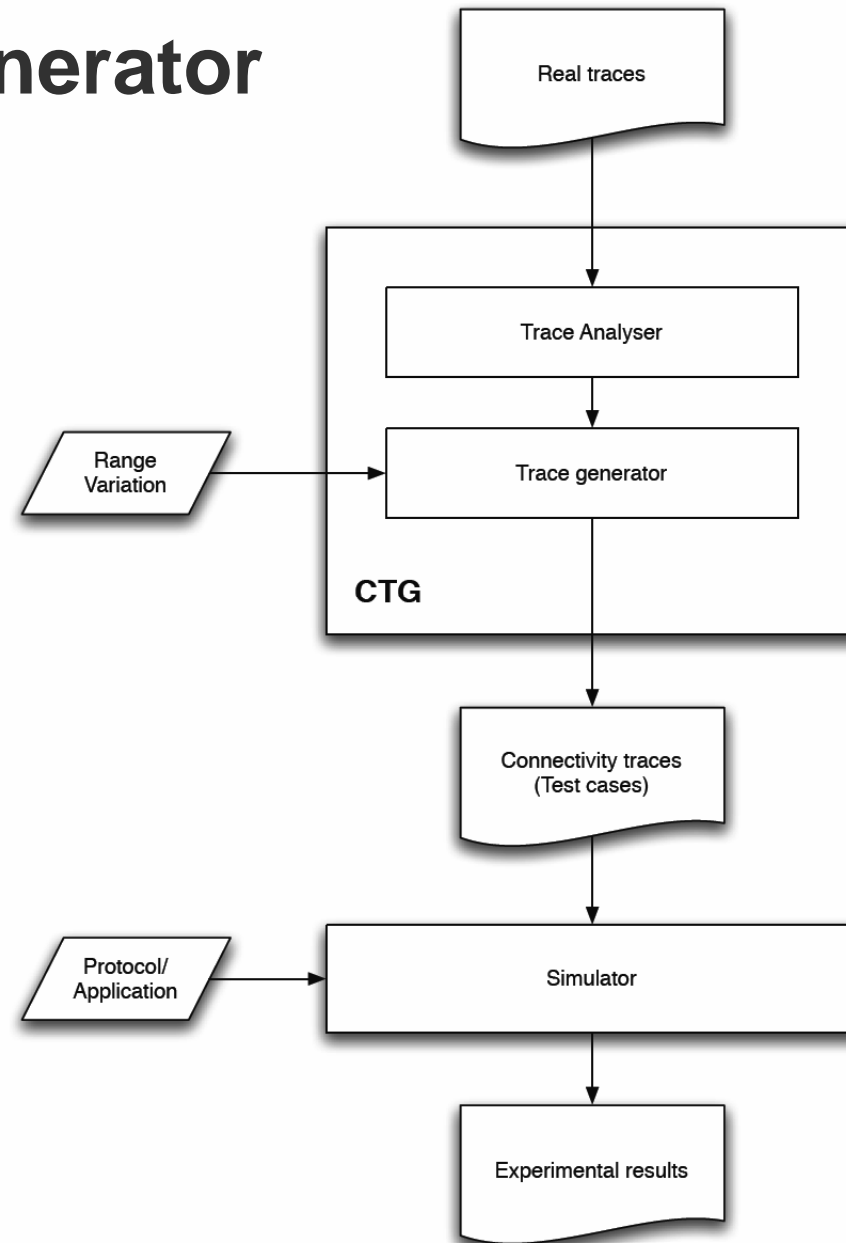 nerator
Real traces
Trace Analyser
Range
Variation
Trace generator
CTG
Connectivity traces
(Test cases)
Protocol/
Application
Simulator
Experimental results